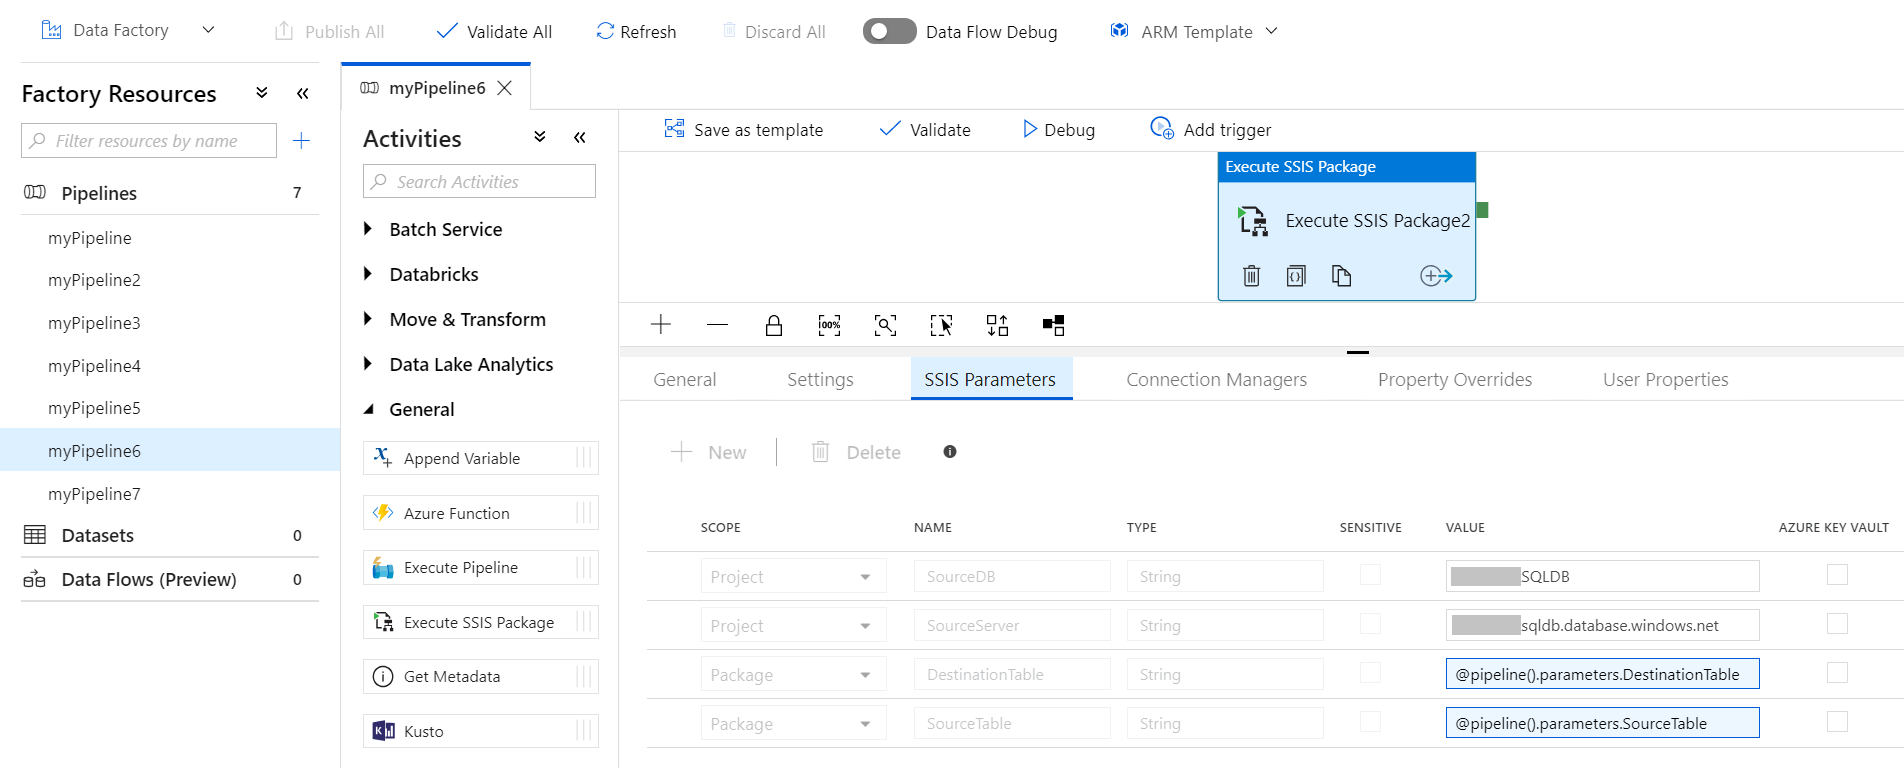 Data Factory
Publish All
Validate All
Refresh
Discard All
Data Flow Debug
ARM Template
Factory Resources
Filter resources by name
Pipelines 7
myPipeline
myPipeline2
myPipeline3
myPipeline4
myPipeline5
myPipeline6
myPipeline7
Datasets 0
Data Flows (Preview) 0
myPipeline6
Activities
Search Activities
Batch Service
Databricks
Move & Transform
Data Lake Analytics
General
Append Variable
Azure Function
Execute Pipeline
Execute SSIS Package
Get Metadata
Kusto
Save as template
Validate
Debug
Add trigger
Execute SSIS Package
Execute SSIS Package2
100%
General
Settings
SSIS Parameters
Connection Managers
Property Overrides
User Properties
New
Delete
SCOPE NAME TYPE SENSITIVE VALUE AZURE KEY VAULT
Project SourceDB String SQLDB
Project SourceServer String sqldb.database.windows.net
Package DestinationTable String @pipeline().parameters.DestinationTable
Package SourceTable String @pipeline().parameters.SourceTable